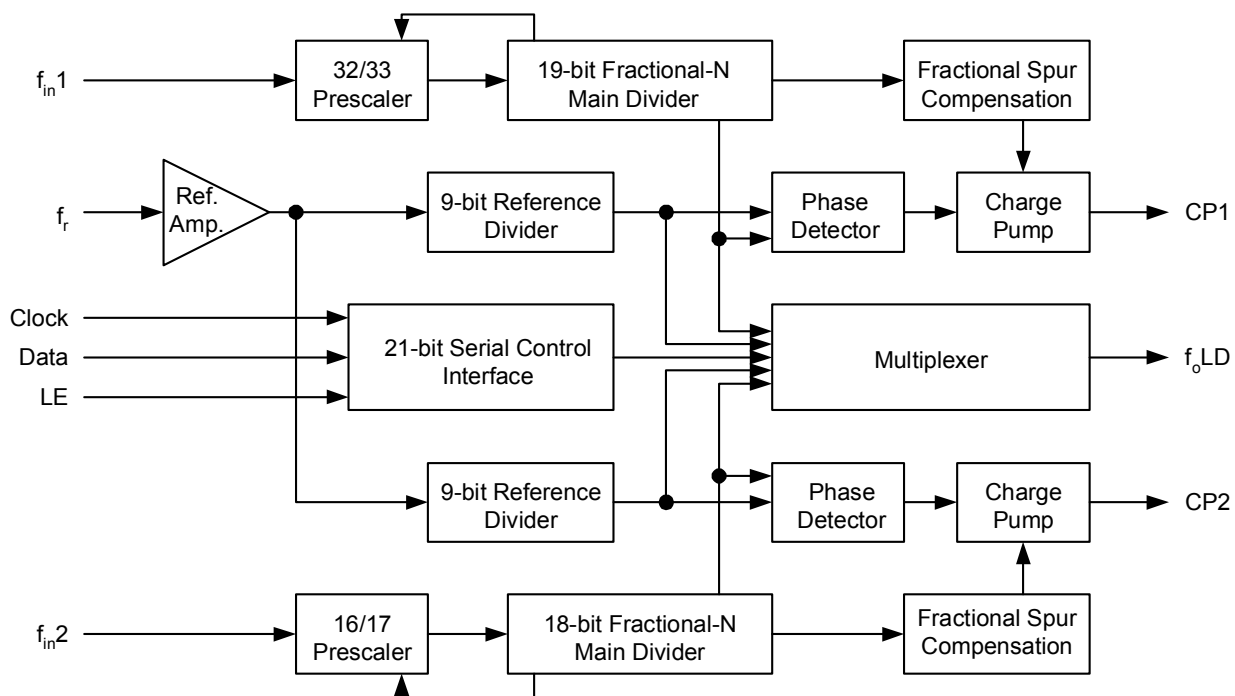 f_in1
32/33
Prescaler
19-bit Fractional-N
Main Divider
Fractional Spur
Compensation
f_r
Ref.
Amp.
9-bit Reference
Divider
Phase
Detector
Charge
Pump
CP1
Clock
Data
LE
21-bit Serial Control
Interface
Multiplexer
f_oLD
9-bit Reference
Divider
Phase
Detector
Charge
Pump
CP2
f_in2
16/17
Prescaler
18-bit Fractional-N
Main Divider
Fractional Spur
Compensation